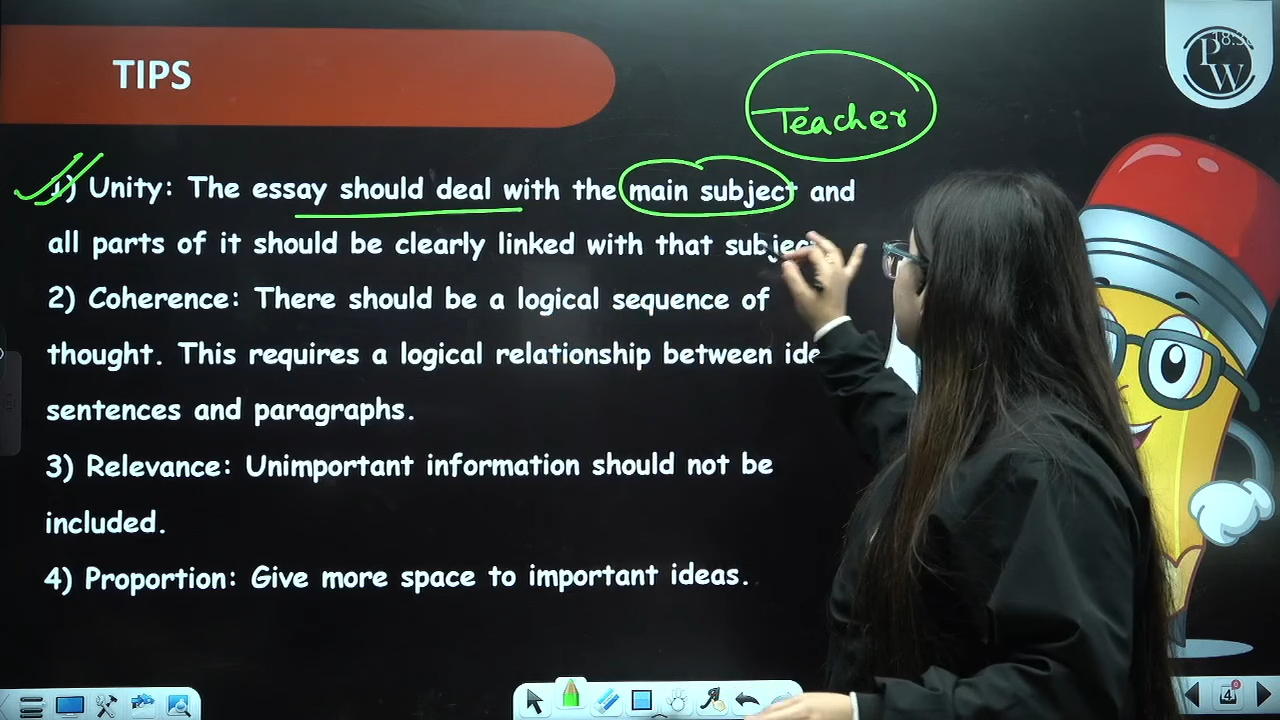 TIPS
Teacher
1) Unity: The essay should deal with the main subject and
all parts of it should be clearly linked with that
2) Coherence: There should be a logical sequence of
thought. This requires a logical relationship between
sentences and paragraphs.
3) Relevance: Unimportant information should not be
included.
4) Proportion: Give more space to important ideas.
PW
4